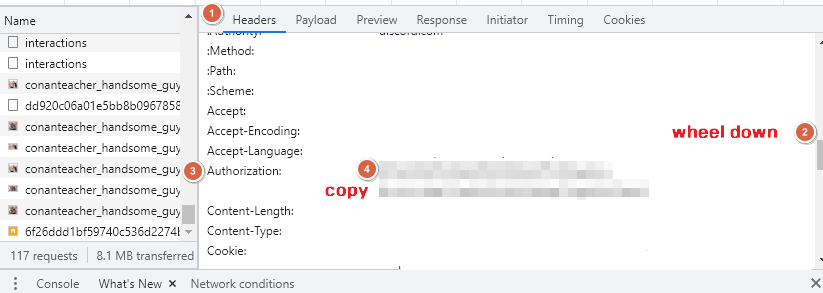 Name
1
Headers Payload Preview Response Initiator Timing Cookies
interactions
interactions
conanteacher_handsome_guy
dd920c06a01e5bb8b0967858
conanteacher_handsome_guy
conanteacher_handsome_guy
conanteacher_handsome_guy
conanteacher_handsome_guy
conanteacher_handsome_guy
6f26ddd1bf59740c536d2274b
117 requests 8.1 MB transferred
:Authority: discord.com
:Method:
:Path:
:Scheme:
Accept:
Accept-Encoding:
wheel down 2
Accept-Language:
3 Authorization: 4
copy
Content-Length:
Content-Type:
Cookie:
Console What's New Network conditions